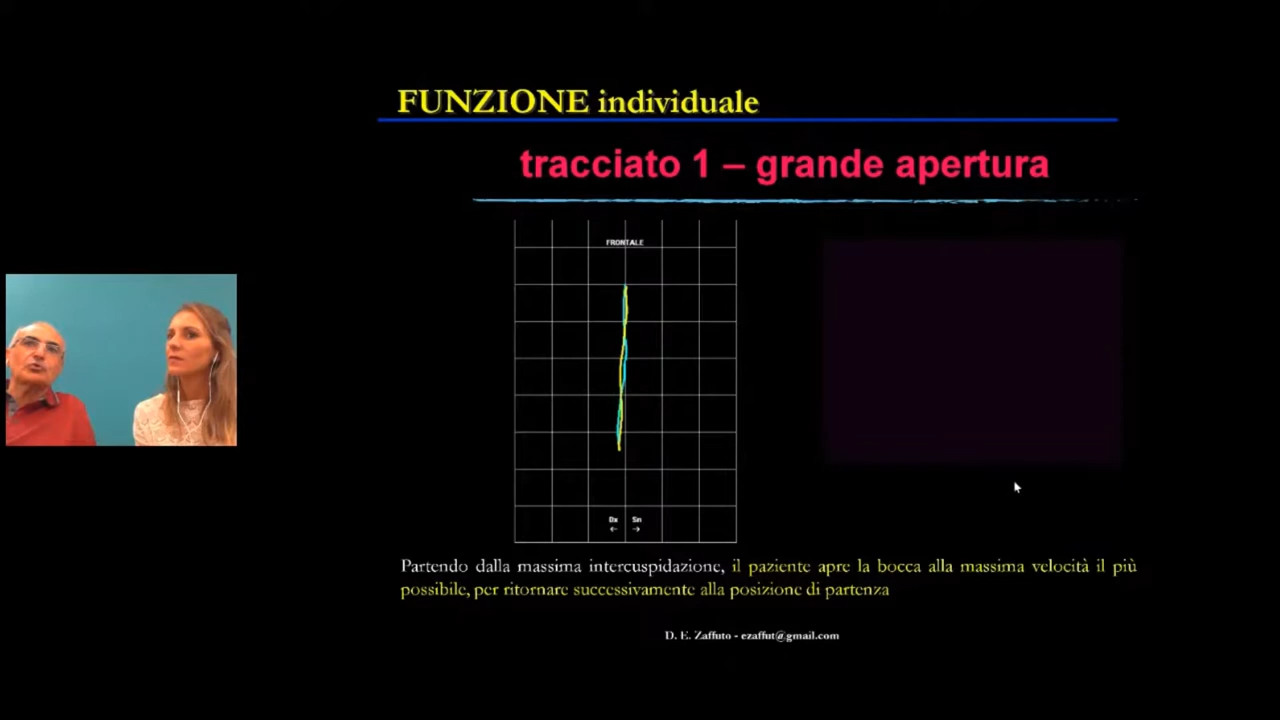 FUNZIONE individuale
tracciato 1 – grande apertura
FRONTALE
Dx Sin
← →
Partendo dalla massima intercuspidazione, il paziente apre la bocca alla massima velocità il più
possibile, per ritornare successivamente alla posizione di partenza
D. E. Zaffuto - ezaffut@gmail.com